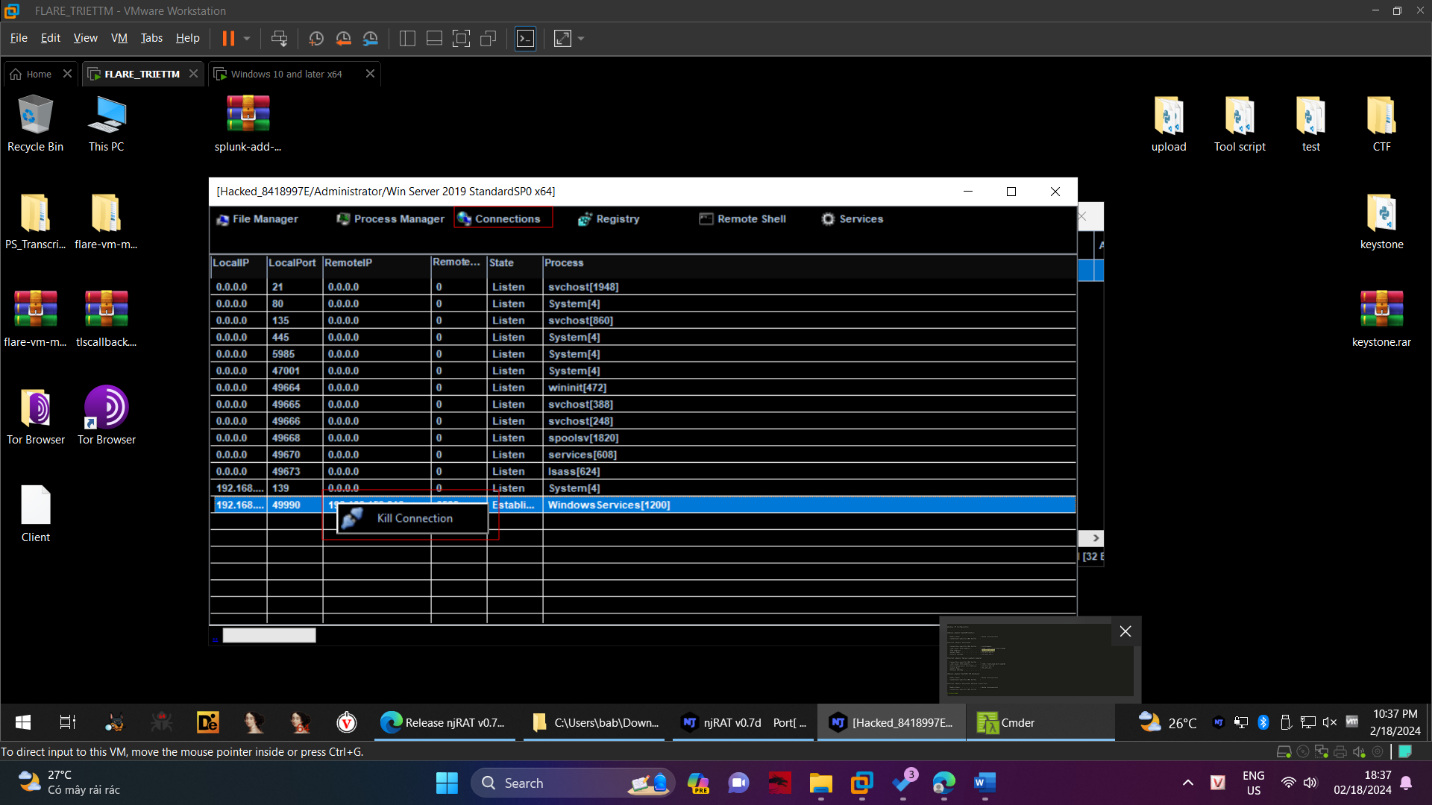 FLARE_TRIETTM - VMware Workstation
File Edit View VM Tabs Help
Home FLARE_TRIETTM Windows 10 and later x64
Recycle Bin This PC splunk-add-... upload Tool script test CTF
[Hacked_8418997E/Administrator/Win Server 2019 StandardSP0 x64]
File Manager Process Manager Connections Registry Remote Shell Services
PS_Transcri... flare-vm-m... keystone
LocalIP LocalPort RemoteIP Remote... State Process
0.0.0.0 21 0.0.0.0 0 Listen svchost[1948]
0.0.0.0 80 0.0.0.0 0 Listen System[4]
0.0.0.0 135 0.0.0.0 0 Listen svchost[860]
0.0.0.0 445 0.0.0.0 0 Listen System[4]
0.0.0.0 5985 0.0.0.0 0 Listen System[4]
0.0.0.0 47001 0.0.0.0 0 Listen System[4]
0.0.0.0 49664 0.0.0.0 0 Listen wininit[472]
0.0.0.0 49665 0.0.0.0 0 Listen svchost[388]
0.0.0.0 49666 0.0.0.0 0 Listen svchost[248]
0.0.0.0 49668 0.0.0.0 0 Listen spoolsv[1820]
0.0.0.0 49670 0.0.0.0 0 Listen services[608]
0.0.0.0 49673 0.0.0.0 0 Listen lsass[624]
192.168.... 139 0.0.0.0 0 Listen System[4]
192.168.... 49990 Establi... WindowsServices[1200]
Kill Connection
flare-vm-m... tlscallback.... keystone.rar
Tor Browser Tor Browser
Client
[32 
Release njRAT v0.7... C:\Users\bab\Down... njRAT v0.7d Port[ ... [Hacked_8418997E... Cmder 26°C 10:37 PM
2/18/2024
To direct input to this VM, move the mouse pointer inside or press Ctrl+G.
27°C
Có mây rải rác
Search
PRE
3
ENG
US
18:37
02/18/2024